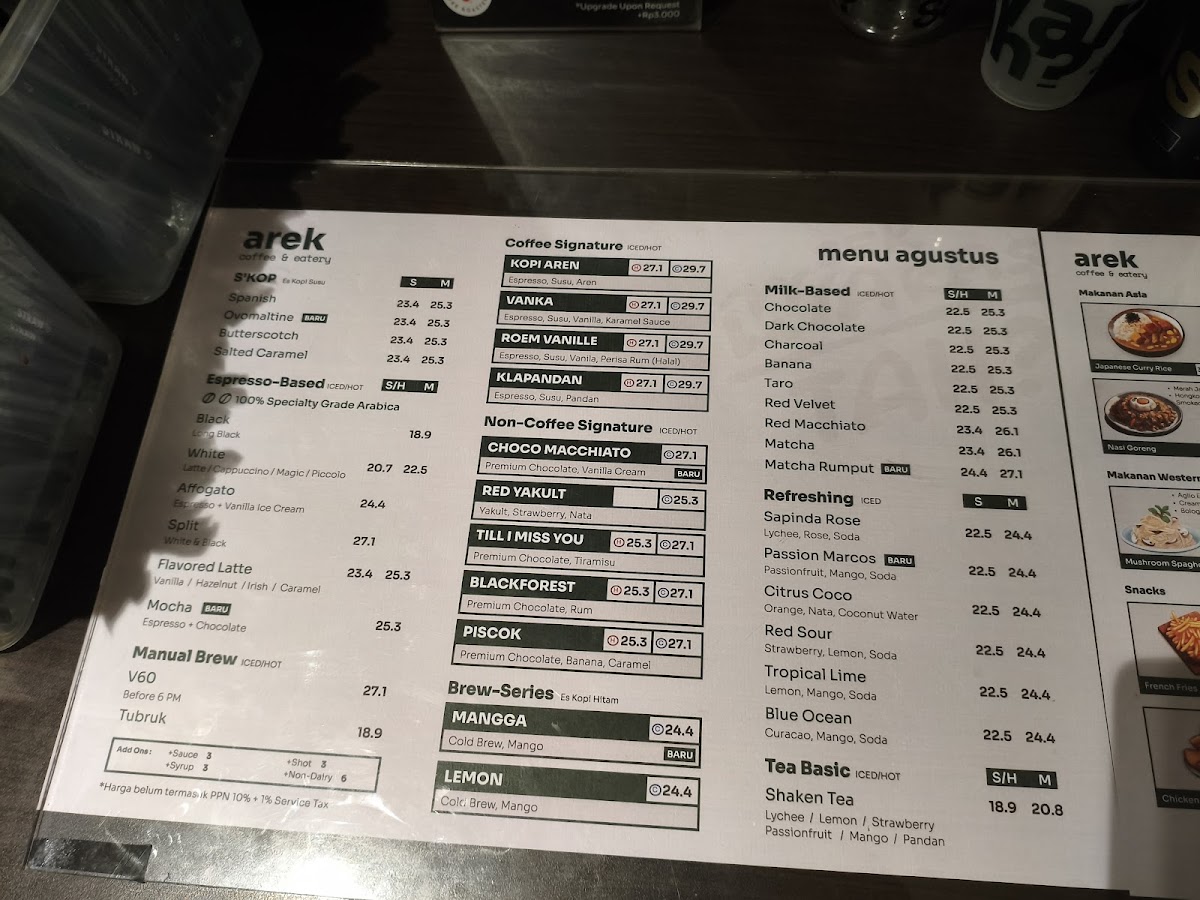 *Upgrade Upon Request
+Rp3.000
arek
coffee & eatery
S'KOP Es Kopi Susu S M
Spanish 23.4 25.3
Ovomaltine BARU 23.4 25.3
Butterscotch 23.4 25.3
Salted Caramel 23.4 25.3
Espresso-Based ICED/HOT S/H M
100% Specialty Grade Arabica
Black
Long Black 18.9
White
Latte / Cappuccino / Magic / Piccolo 20.7 22.5
Affogato
Espresso + Vanilla Ice Cream 24.4
Split
White & Black 27.1
Flavored Latte 23.4 25.3
Vanilla / Hazelnut / Irish / Caramel
Mocha BARU
Espresso + Chocolate 25.3
Manual Brew ICED/HOT
V60
Before 6 PM 27.1
Tubruk 18.9
Add Ons: +Sauce 3 +Shot 3
+Syrup 3 +Non-Dairy 6
*Harga belum termasuk PPN 10% + 1% Service Tax
Coffee Signature ICED/HOT
KOPI AREN H 27.1 C 29.7
Espresso, Susu, Aren
VANKA H 27.1 C 29.7
Espresso, Susu, Vanilla, Karamel Sauce
ROEM VANILLE H 27.1 C 29.7
Espresso, Susu, Vanila, Perisa Rum (Halal)
KLAPANDAN H 27.1 C 29.7
Espresso, Susu, Pandan
Non-Coffee Signature ICED/HOT
CHOCO MACCHIATO C 27.1
Premium Chocolate, Vanilla Cream BARU
RED YAKULT C 25.3
Yakult, Strawberry, Nata
TILL I MISS YOU H 25.3 C 27.1
Premium Chocolate, Tiramisu
BLACKFOREST H 25.3 C 27.1
Premium Chocolate, Rum
PISCOK H 25.3 C 27.1
Premium Chocolate, Banana, Caramel
Brew-Series Es Kopi Hitam
MANGGA C 24.4
Cold Brew, Mango BARU
LEMON C 24.4
Cold Brew, Mango
menu agustus
Milk-Based ICED/HOT S/H M
Chocolate 22.5 25.3
Dark Chocolate 22.5 25.3
Charcoal 22.5 25.3
Banana 22.5 25.3
Taro 22.5 25.3
Red Velvet 22.5 25.3
Red Macchiato 23.4 26.1
Matcha 23.4 26.1
Matcha Rumput BARU 24.4 27.1
Refreshing ICED S M
Sapinda Rose
Lychee, Rose, Soda 22.5 24.4
Passion Marcos BARU
Passionfruit, Mango, Soda 22.5 24.4
Citrus Coco
Orange, Nata, Coconut Water 22.5 24.4
Red Sour
Strawberry, Lemon, Soda 22.5 24.4
Tropical Lime
Lemon, Mango, Soda 22.5 24.4
Blue Ocean
Curacao, Mango, Soda 22.5 24.4
Tea Basic ICED/HOT S/H M
Shaken Tea 18.9 20.8
Lychee / Lemon / Strawberry
Passionfruit / Mango / Pandan
arek
coffee & eatery
Makanan Asia
Japanese Curry Rice
Nasi Goreng
Makanan Western
Mushroom
Snacks
French Fries
Chicken